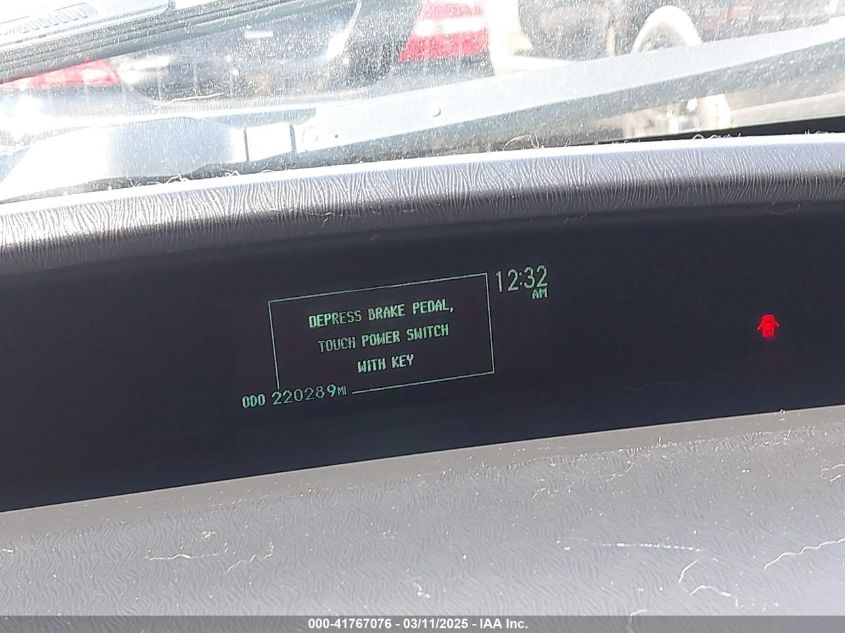 12:32
AM
DEPRESS BRAKE PEDAL,
TOUCH POWER SWITCH
WITH KEY
ODO 220289MI
000-41767076 - 03/11/2025 - IAA Inc.